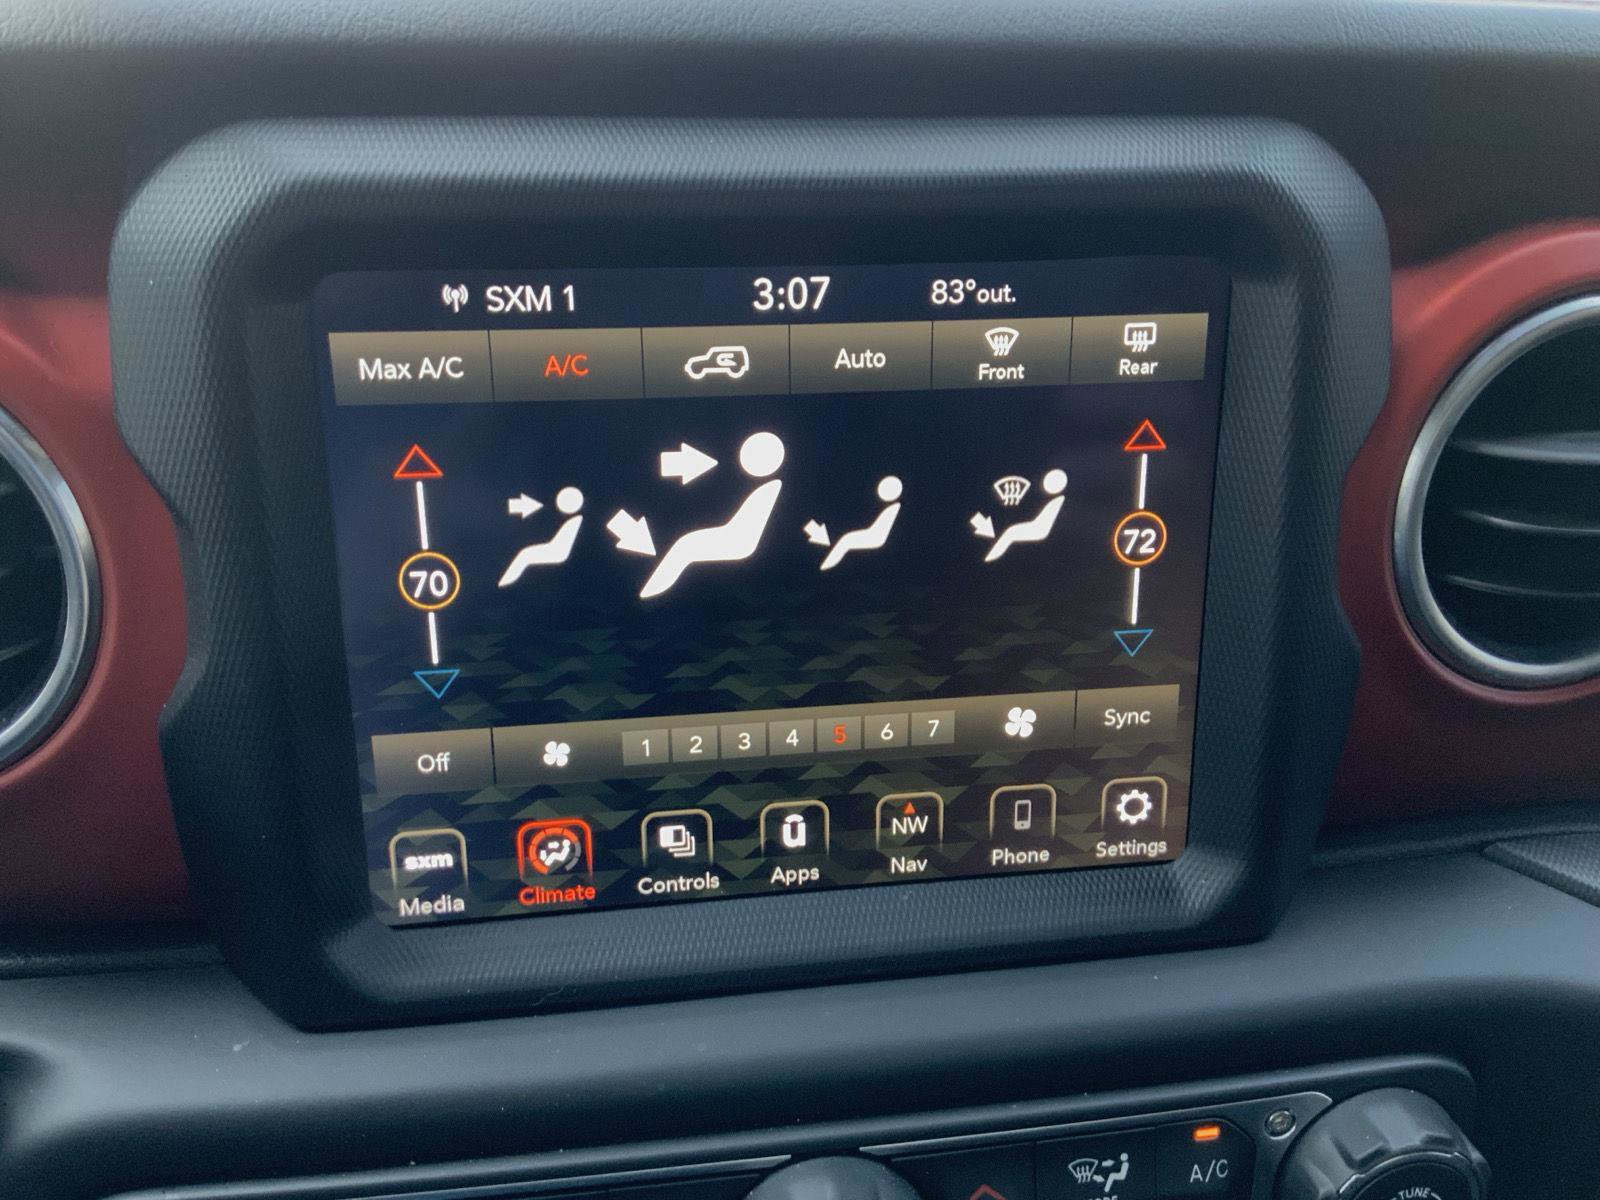 SXM 1 3:07 83°out.
Max A/C A/C Auto Front Rear
70 72
Off 1 2 3 4 5 6 7 Sync
sxm NW
Media Climate Controls Apps Nav Phone Settings
A/C
TUNE